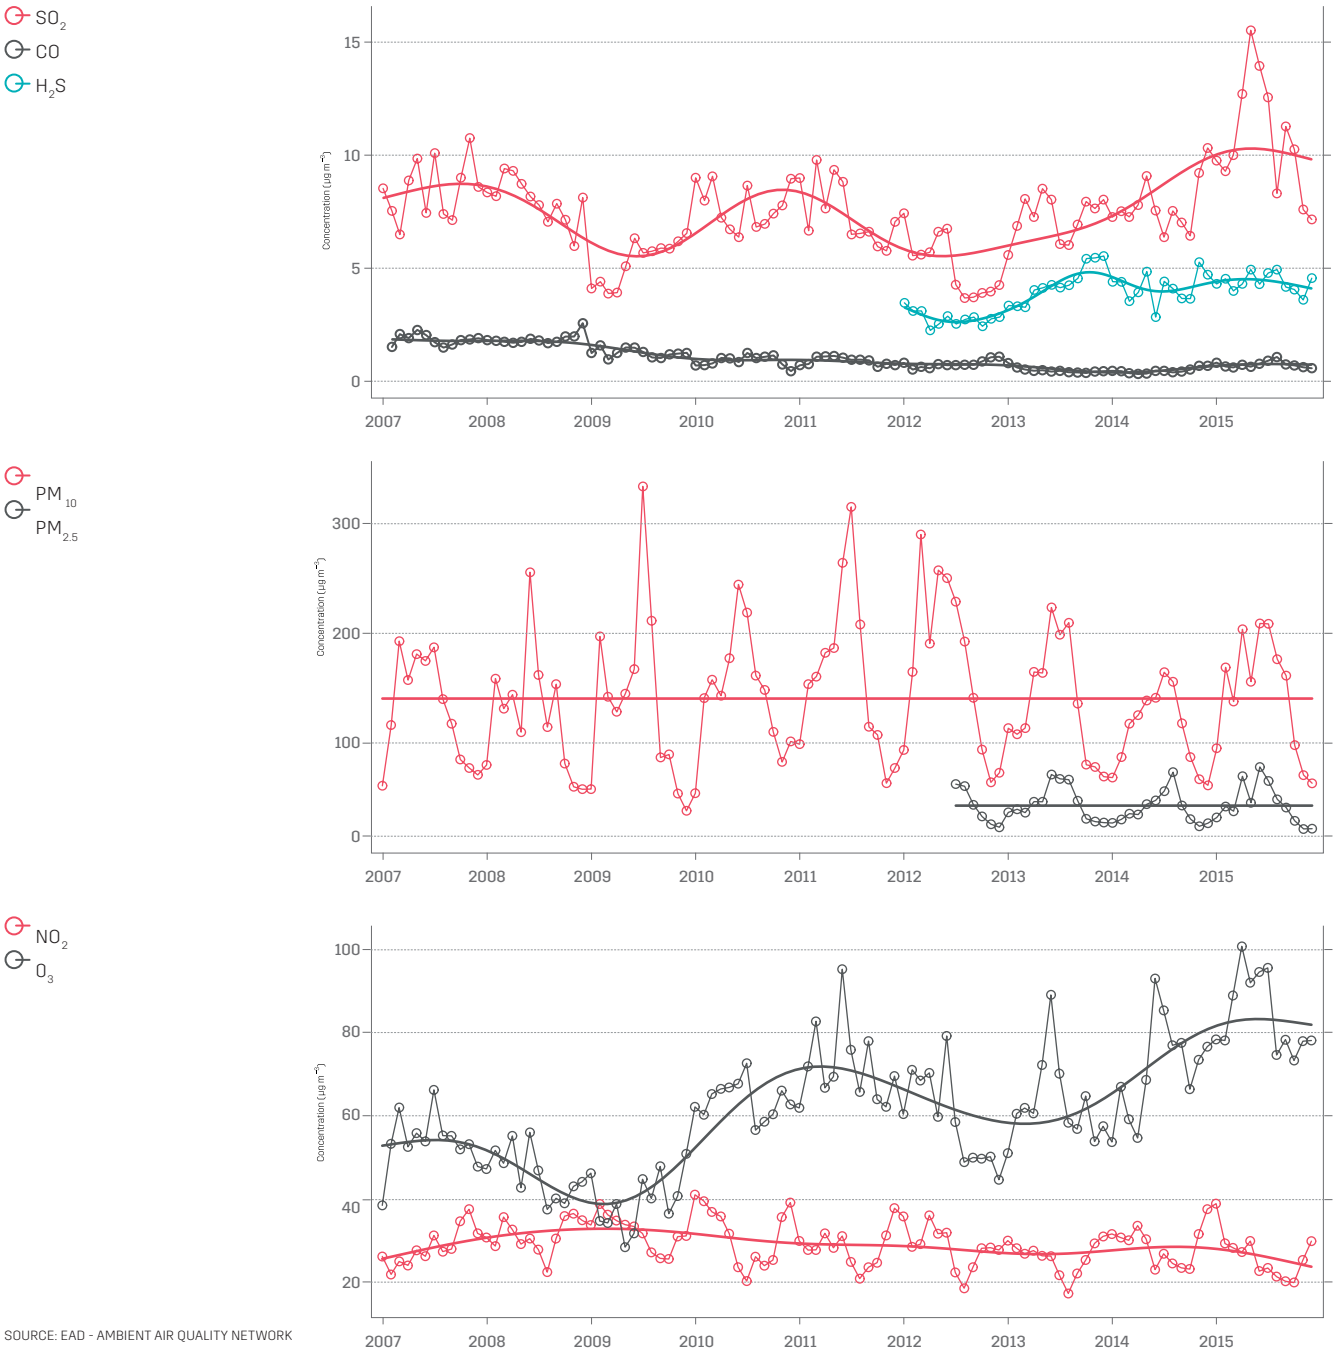 SO2
CO
H2S
Concentration (µg m⁻³)
15
10
5
0
2007 2008 2009 2010 2011 2012 2013 2014 2015
PM10
PM2.5
Concentration (µg m⁻³)
300
200
100
0
2007 2008 2009 2010 2011 2012 2013 2014 2015
NO2
O3
Concentration (µg m⁻³)
100
80
60
40
20
2007 2008 2009 2010 2011 2012 2013 2014 2015
SOURCE: EAD - AMBIENT AIR QUALITY NETWORK